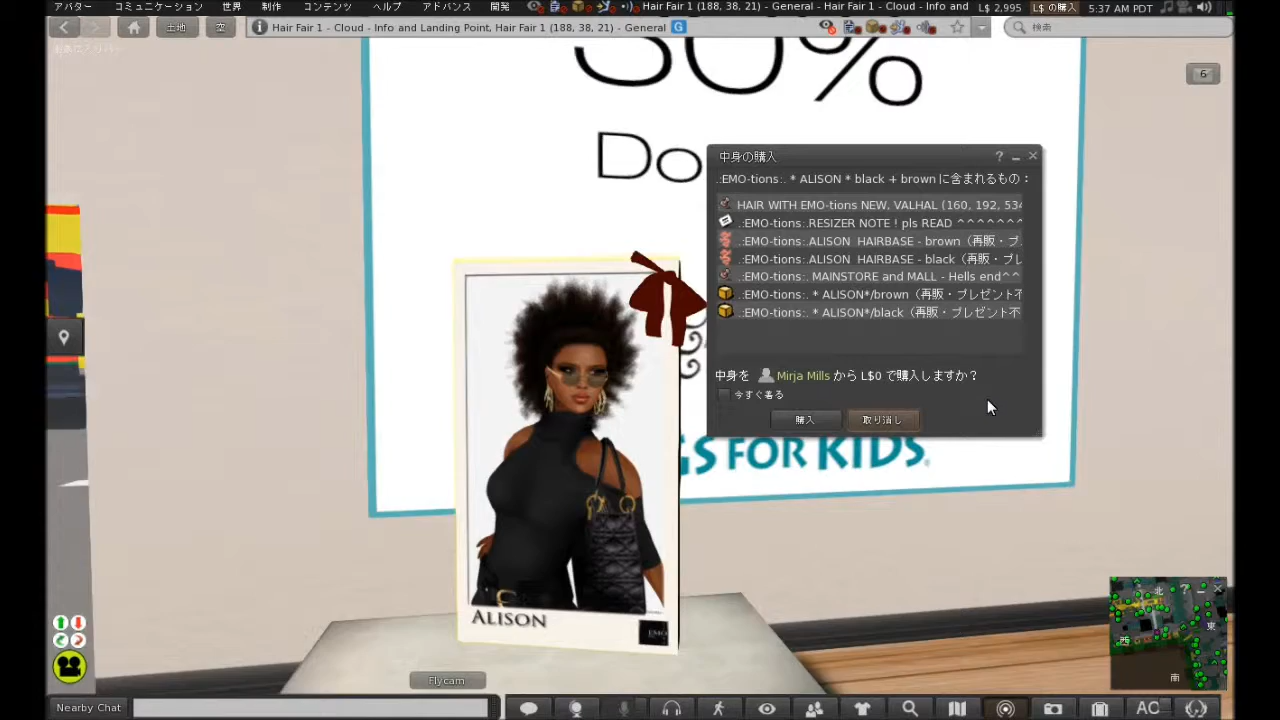 アバター コミュニケーション 世界 制作 コンテンツ ヘルプ アドバンス 開発 Hair Fair 1 (188, 38, 21) - General - Hair Fair 1 - Cloud - Info and L$ 2,995 L$ の購入 5:37 AM PDT
土地 空 Hair Fair 1 - Cloud - Info and Landing Point, Hair Fair 1 (188, 38, 21) - General G 検索
6
50%
Do
中身の購入
.:EMO-tions:. * ALISON * black + brown に含まれるもの：
HAIR WITH EMO-tions NEW, VALHAL (160, 192, 534
.:EMO-tions:.RESIZER NOTE ! pls READ ^^^^^^^
.:EMO-tions:.ALISON HAIRBASE - brown（再販・プ
.:EMO-tions:.ALISON HAIRBASE - black（再販・プレ
.:EMO-tions:. MAINSTORE and MALL - Hells end^^
.:EMO-tions:. * ALISON*/brown（再販・プレゼント不
.:EMO-tions:. * ALISON*/black（再販・プレゼント不
中身を Mirja Mills から L$0 で購入しますか？
今すぐ着る
購入 取り消し
GS FOR KIDS
ALISON
EMO
北
東
西
南
Flycam
Nearby Chat AO